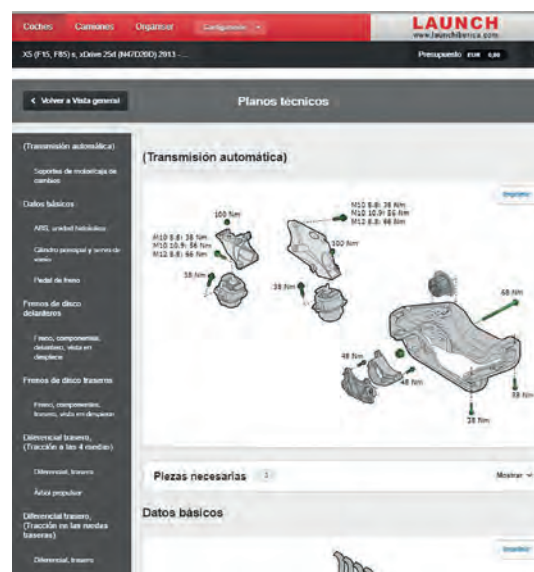 Coches Camiones Organiser Configuración
LAUNCH
www.launchiberica.com
X5 (F15, F85) s, xDrive 25d (N47D20D) 2013 -...
Presupuesto EUR 0,00
Volver a Vista general
Planos técnicos
(Transmisión automática)
Soportes de motor/caja de
cambios
Datos básicos
ABS, unidad hidráulica
Cilindro principal y servo de
vacío
Pedal de freno
Frenos de disco
delanteros
Freno, componentes,
delantero, vista en
despiece
Frenos de disco traseros
Freno, componentes,
trasero, vista en despiece
Diferencial trasero,
(Tracción a las 4 ruedas)
Diferencial, trasero
Árbol propulsor
Diferencial trasero,
(Tracción en las ruedas
traseras)
Diferencial, trasero
(Transmisión automática)
Imprimir
100 Nm
M10 8.8: 38 Nm
M10 10.9: 56 Nm
M12 8.8: 66 Nm
38 Nm
M10 8.8: 38 Nm
M10 10.9: 56 Nm
M12 8.8: 66 Nm
100 Nm
38 Nm
68 Nm
48 Nm
48 Nm
38 Nm
38 Nm
Piezas necesarias
Mostrar
Datos básicos
Imprimir